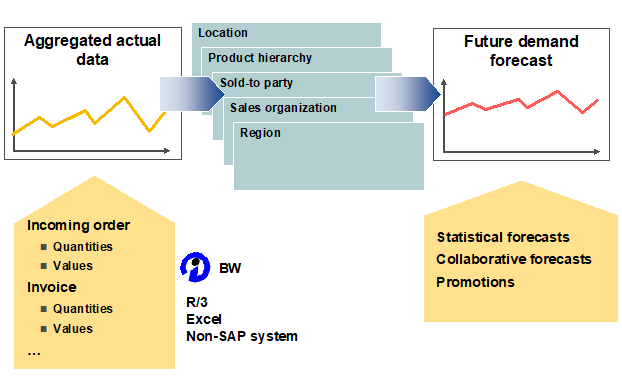 Aggregated actual
data
Location
Product hierarchy
Sold-to party
Sales organization
Region
Future demand
forecast
Incoming order
Quantities
Values
Invoice
Quantities
Values
…
BW
R/3
Excel
Non-SAP system
Statistical forecasts
Collaborative forecasts
Promotions